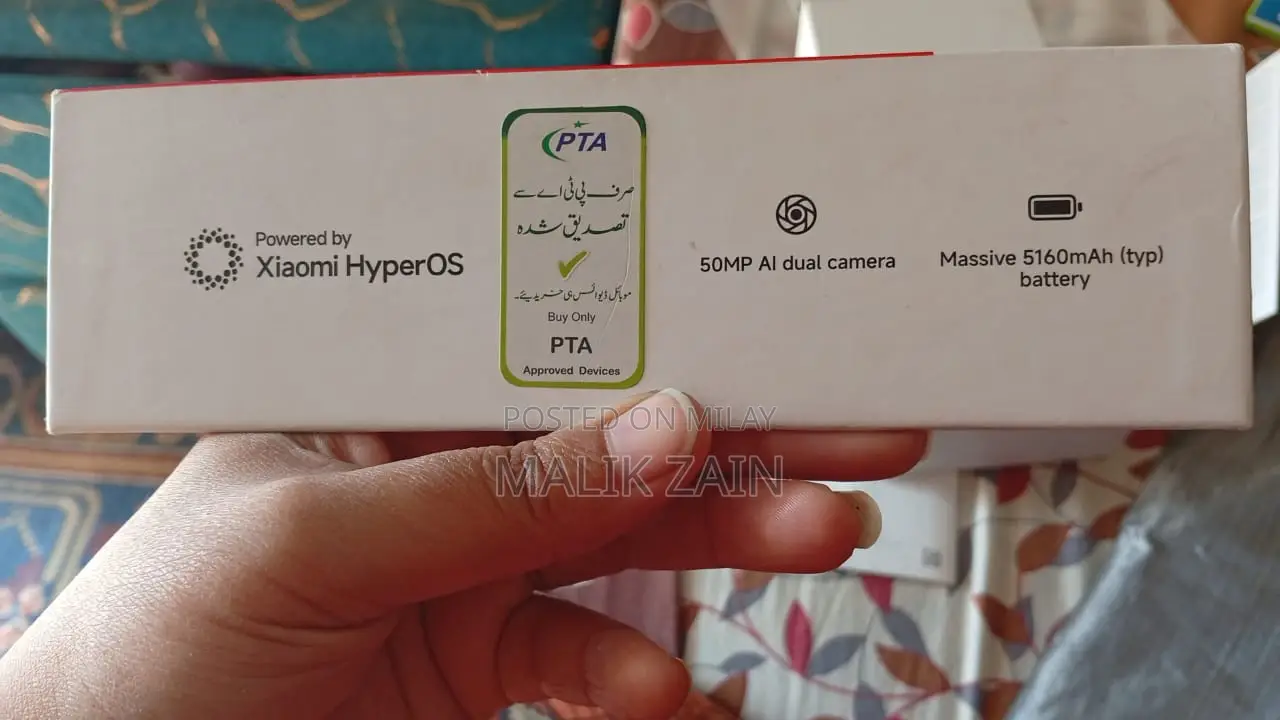 Powered by
Xiaomi HyperOS
PTA
صرف پی ٹی اے سے
تصدیق شدہ
موبائل ڈیوائس ہی خریدیئے۔
Buy Only
PTA
Approved Devices
50MP AI dual camera
Massive 5160mAh (typ)
battery
POSTED ON MILAY
MALIK ZAIN